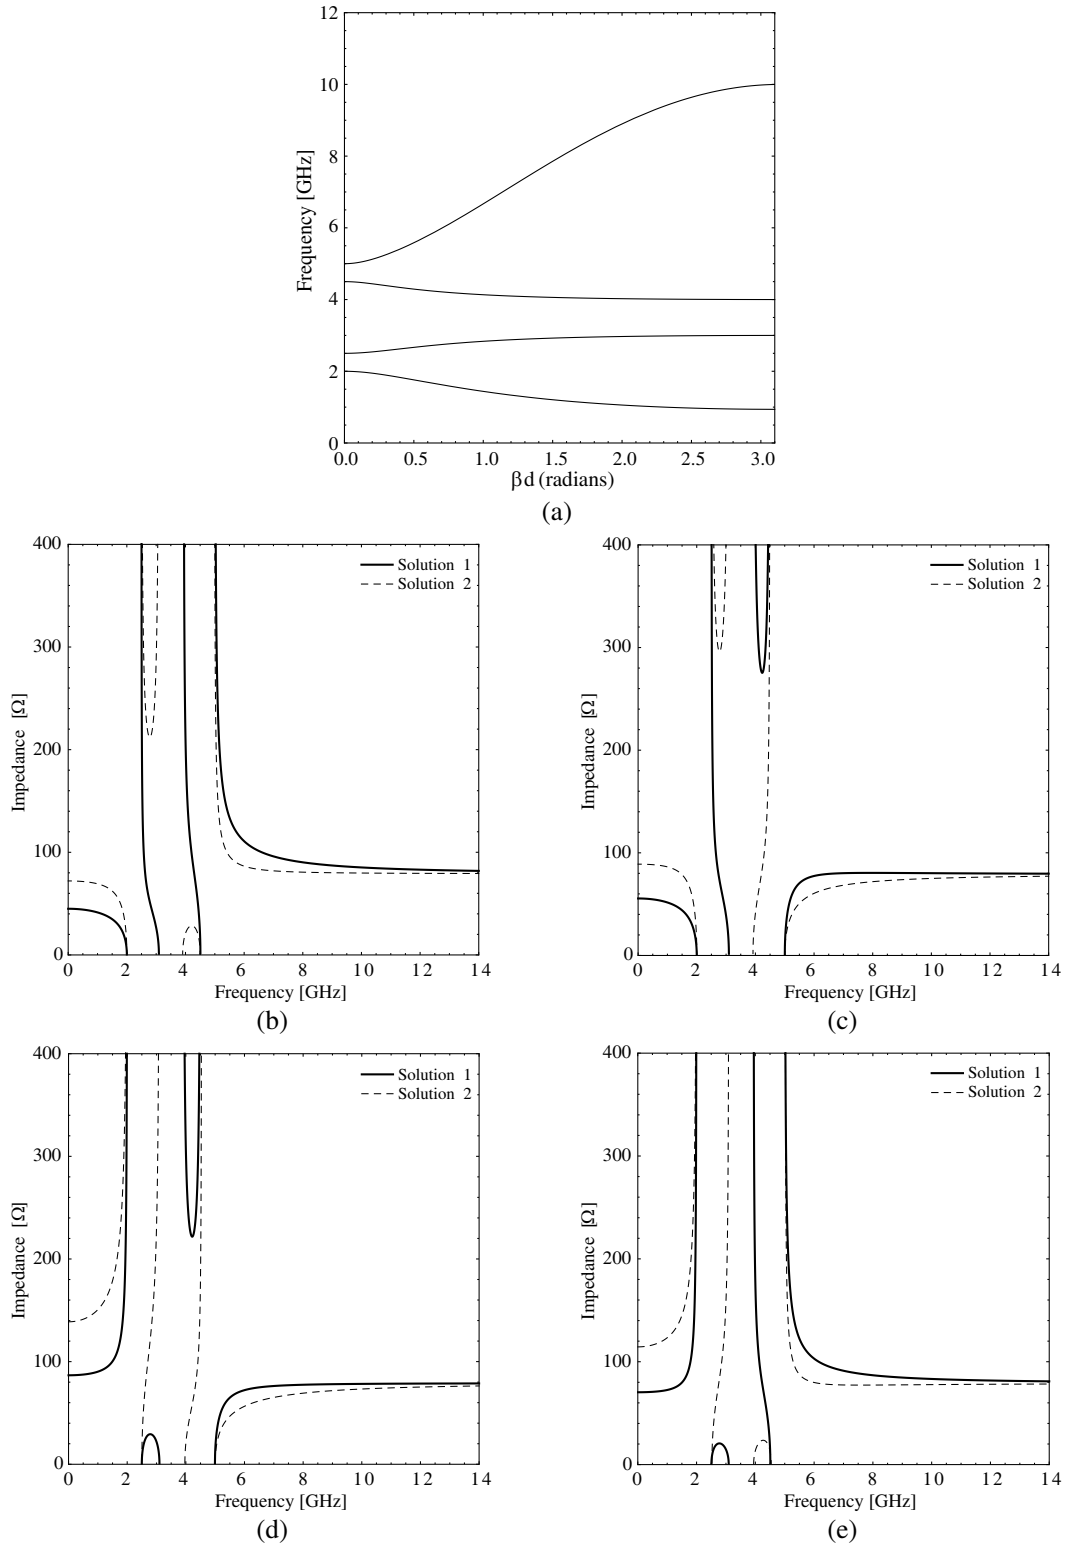 12
10
8
6
4
2
0
Frequency [GHz]
0.0 0.5 1.0 1.5 2.0 2.5 3.0
βd (radians)
(a)
400
300
200
100
0
Impedance [Ω]
Solution 1
Solution 2
0 2 4 6 8 10 12 14
Frequency [GHz]
(b)
400
300
200
100
0
Impedance [Ω]
Solution 1
Solution 2
0 2 4 6 8 10 12 14
Frequency [GHz]
(c)
400
300
200
100
0
Impedance [Ω]
Solution 1
Solution 2
0 2 4 6 8 10 12 14
Frequency [GHz]
(d)
400
300
200
100
0
Impedance [Ω]
Solution 1
Solution 2
0 2 4 6 8 10 12 14
Frequency [GHz]
(e)